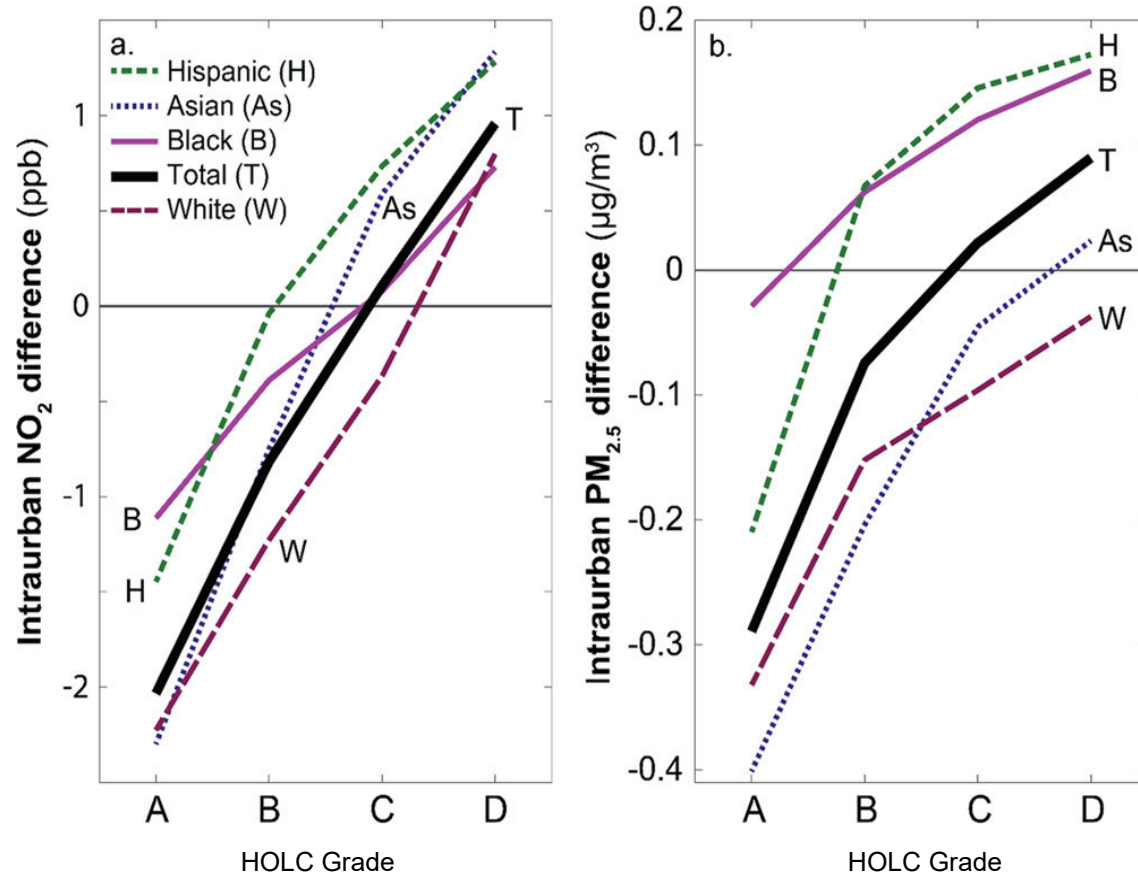 a.
Hispanic (H)
Asian (As)
Black (B)
Total (T)
White (W)
Intraurban NO₂ difference (ppb)
1
0
-1
-2
T
As
B
H
W
A B C D
HOLC Grade
b.
Intraurban PM₂.₅ difference (µg/m³)
0.2
0.1
0
-0.1
-0.2
-0.3
-0.4
H
B
T
As
W
A B C D
HOLC Grade